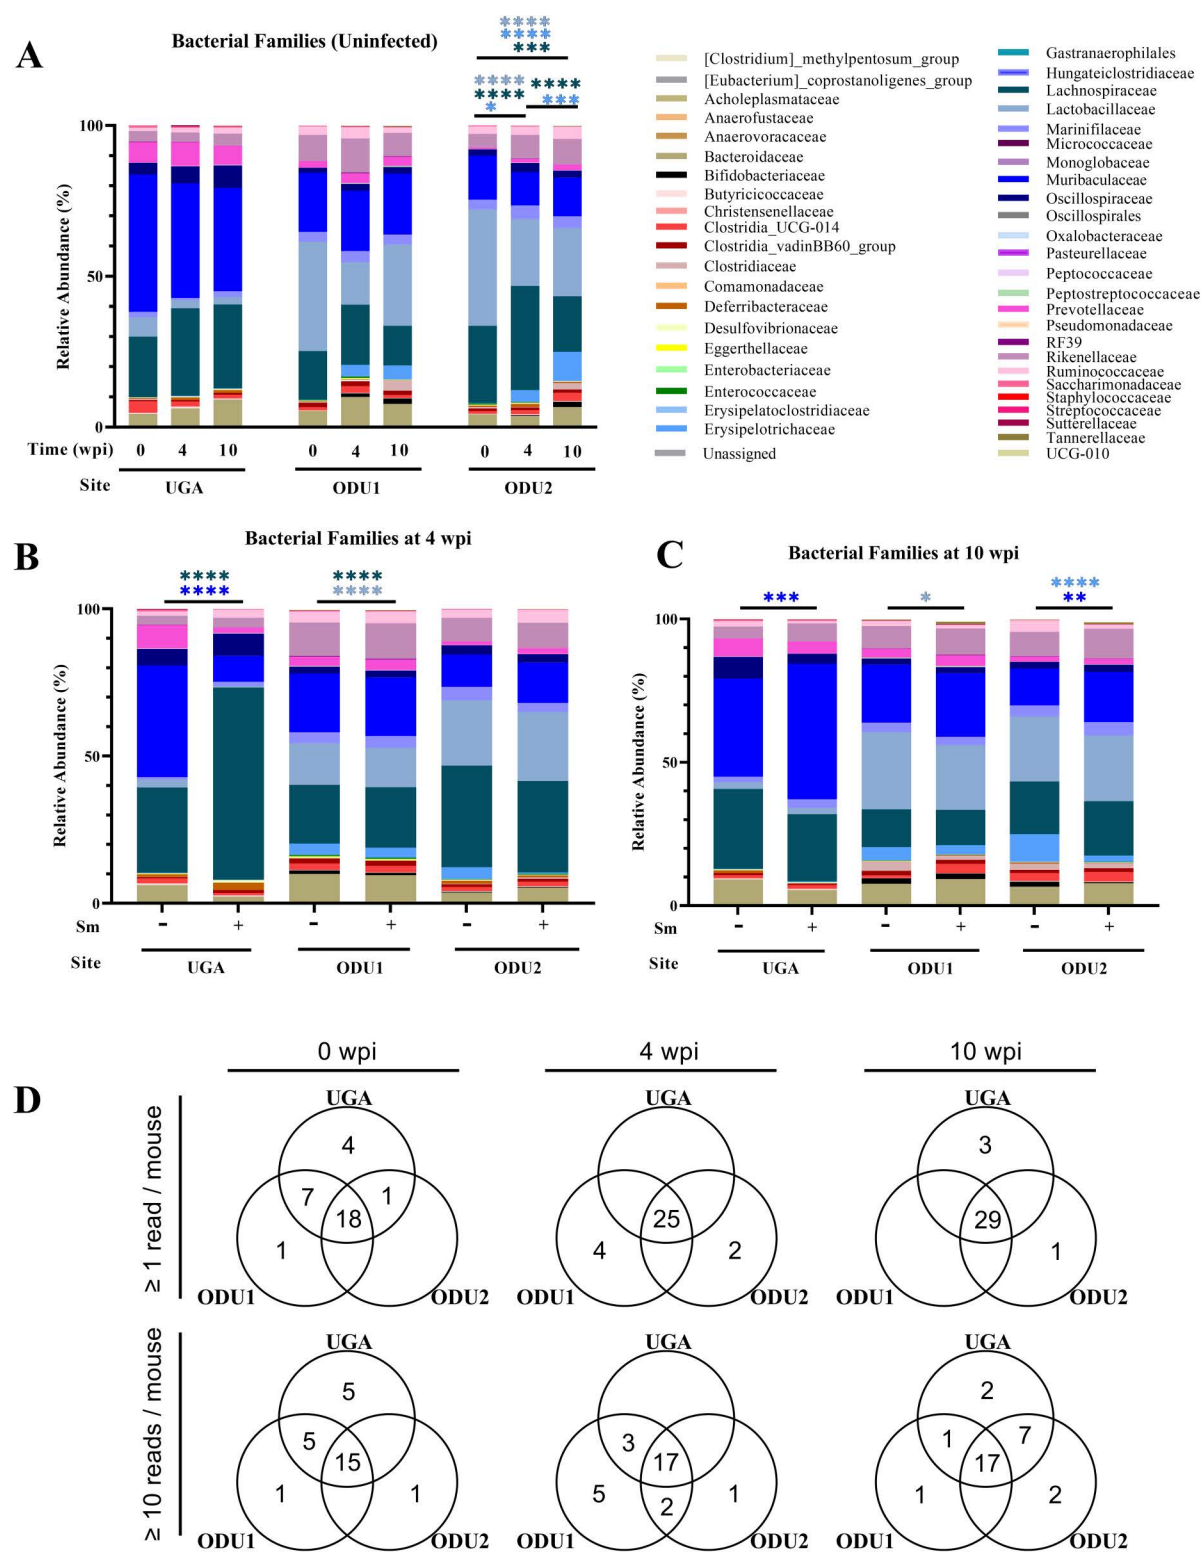 A
Bacterial Families (Uninfected)
****
****
***
****
****
*
****
***
Relative Abundance (%)
100
50
0
Time (wpi)
0 4 10 0 4 10 0 4 10
Site
UGA ODU1 ODU2
[Clostridium]_methylpentosum_group
[Eubacterium]_coprostanoligenes_group
Acholeplasmataceae
Anaerofustaceae
Anaerovoracaceae
Bacteroidaceae
Bifidobacteriaceae
Butyricicoccaceae
Christensenellaceae
Clostridia_UCG-014
Clostridia_vadinBB60_group
Clostridiaceae
Comamonadaceae
Deferribacteraceae
Desulfovibrionaceae
Eggerthellaceae
Enterobacteriaceae
Enterococcaceae
Erysipelatoclostridiaceae
Erysipelotrichaceae
Unassigned
Gastranaerophilales
Hungateiclostridiaceae
Lachnospiraceae
Lactobacillaceae
Marinifilaceae
Micrococcaceae
Monoglobaceae
Muribaculaceae
Oscillospiraceae
Oscillospirales
Oxalobacteraceae
Pasteurellaceae
Peptococcaceae
Peptostreptococcaceae
Prevotellaceae
Pseudomonadaceae
RF39
Rikenellaceae
Ruminococcaceae
Saccharimonadaceae
Staphylococcaceae
Streptococcaceae
Sutterellaceae
Tannerellaceae
UCG-010
B
Bacterial Families at 4 wpi
****
****
****
****
Relative Abundance (%)
100
50
0
Sm
- + - + - +
Site
UGA ODU1 ODU2
C
Bacterial Families at 10 wpi
***
*
****
**
Relative Abundance (%)
100
50
0
Sm
- + - + - +
Site
UGA ODU1 ODU2
D
0 wpi 4 wpi 10 wpi
≥ 1 read / mouse
UGA
4
7 1
18
1
ODU1 ODU2
UGA
25
4 2
ODU1 ODU2
UGA
3
29
1
ODU1 ODU2
≥ 10 reads / mouse
UGA
5
5
15
1 1
ODU1 ODU2
UGA
3
17
5 2 1
ODU1 ODU2
UGA
2
1 7
17
1 2
ODU1 ODU2